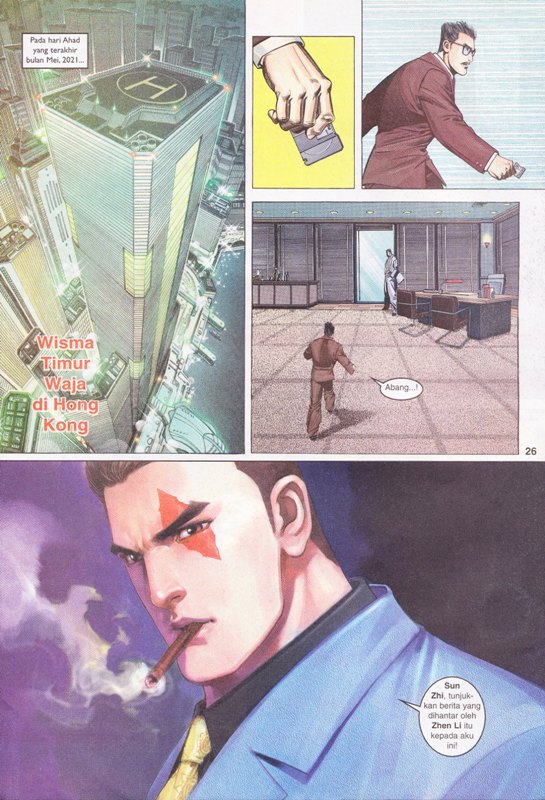 Pada hari Ahad
yang terakhir
bulan Mei, 2021...
H
Wisma
Timur
Waja
di Hong
Kong
Abang...!
26
Sun
Zhi, tunjuk-
kan berita yang
dihantar oleh
Zhen Li itu
kepada aku
ini!